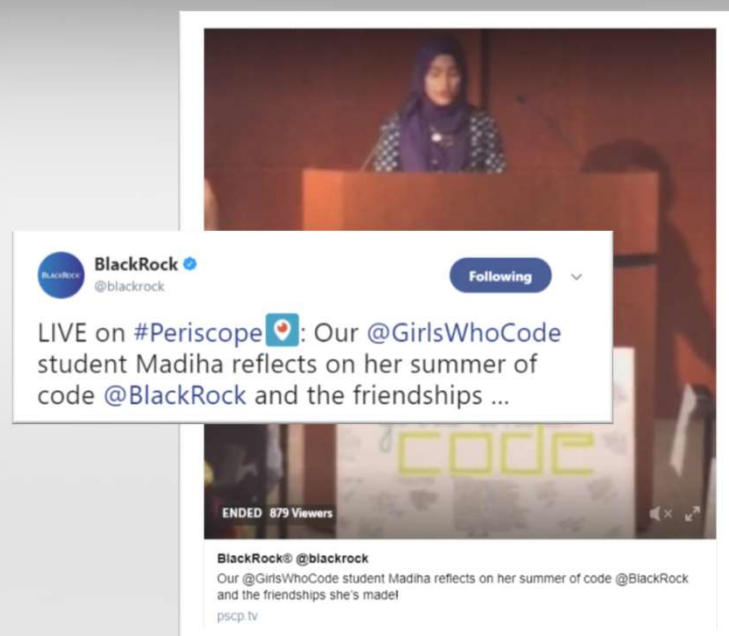 BLACKROCK
BlackRock
@blackrock
Following
LIVE on #Periscope : Our @GirlsWhoCode
student Madiha reflects on her summer of
code @BlackRock and the friendships ...
code
ENDED 879 Viewers
BlackRock® @blackrock
Our @GirlsWhoCode student Madiha reflects on her summer of code @BlackRock
and the friendships she's made!
pscp.tv